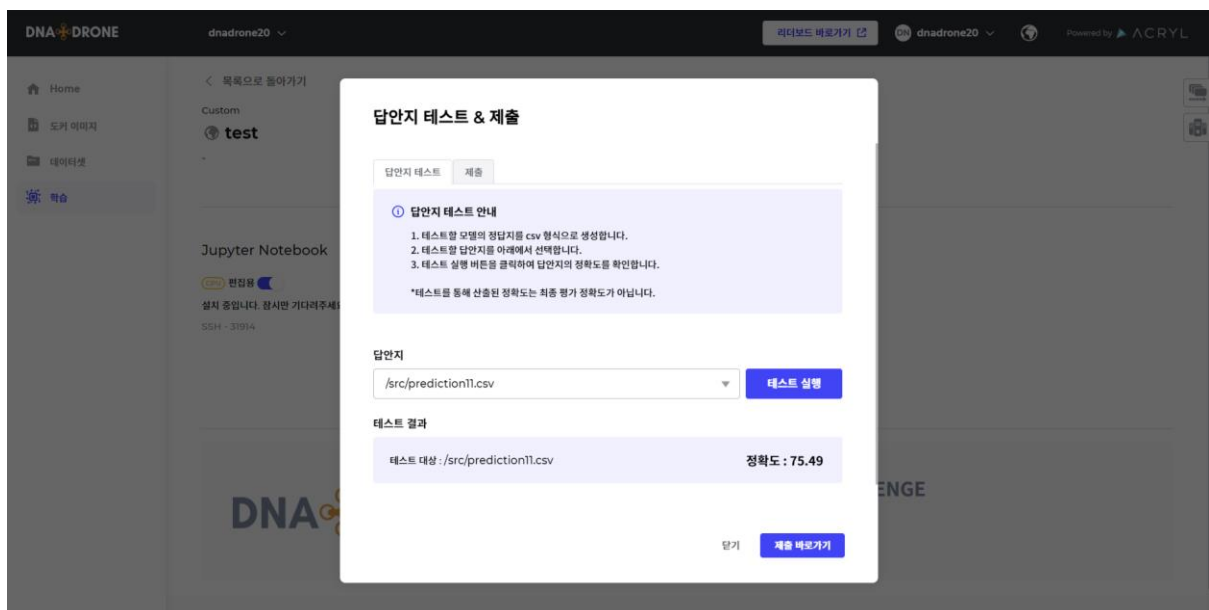 DNA DRONE
dnadrone20
리더보드 바로가기
DN dnadrone20
Powered by ACRYL
Home
도커 이미지
데이터셋
학습
목록으로 돌아가기
Custom
test
-
Jupyter Notebook
CPU 편집용
설치 중입니다. 잠시만 기다려주세요
SSH - 31914
DNA
ENGE
답안지 테스트 & 제출
답안지 테스트 제출
답안지 테스트 안내
1. 테스트할 모델의 정답지를 csv 형식으로 생성합니다.
2. 테스트할 답안지를 아래에서 선택합니다.
3. 테스트 실행 버튼을 클릭하여 답안지의 정확도를 확인합니다.
*테스트를 통해 산출된 정확도는 최종 평가 정확도가 아닙니다.
답안지
/src/prediction11.csv
테스트 실행
테스트 결과
테스트 대상 : /src/prediction11.csv
정확도 : 75.49
닫기
제출 바로가기